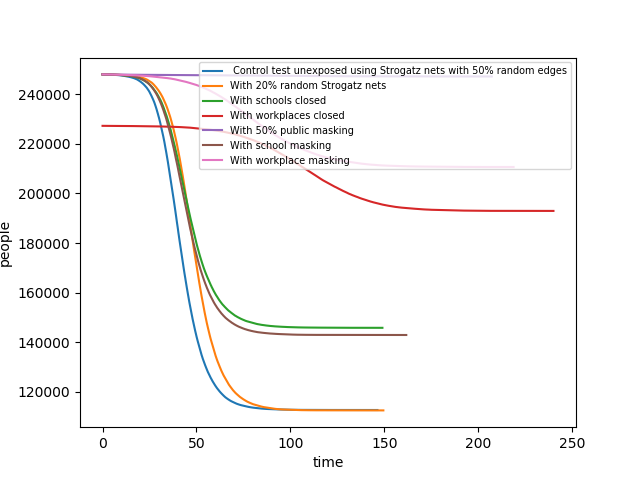 Control test unexposed using Strogatz nets with 50% random edges
With 20% random Strogatz nets
With schools closed
With workplaces closed
With 50% public masking
With school masking
With workplace masking
240000
220000
200000
180000
160000
140000
120000
people
0 50 100 150 200 250
time